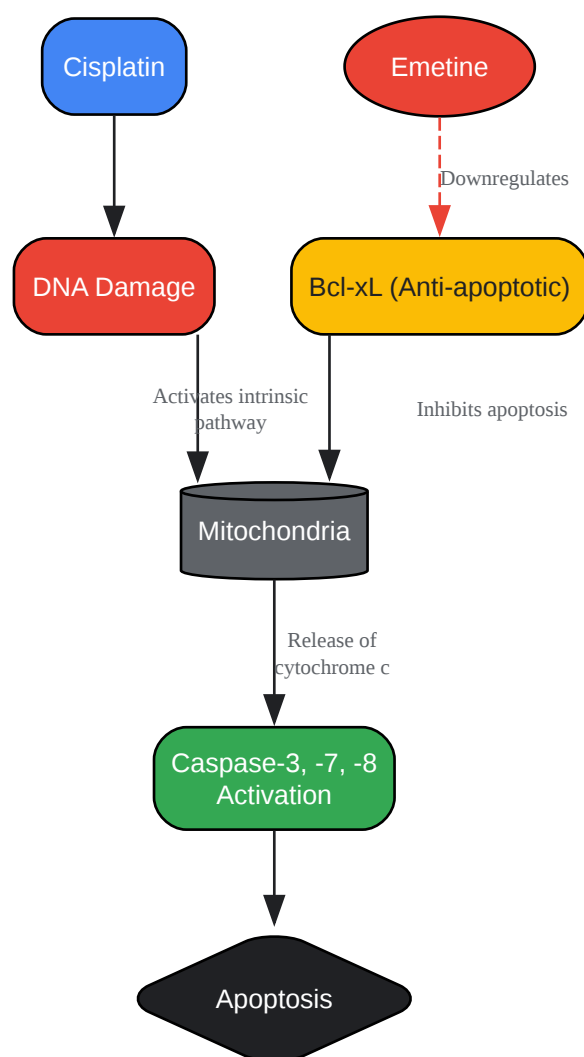 Cisplatin
Emetine
Downregulates
DNA Damage
Bcl-xL (Anti-apoptotic)
Activates intrinsic
pathway
Inhibits apoptosis
Mitochondria
Release of
cytochrome c
Caspase-3, -7, -8
Activation
Apoptosis